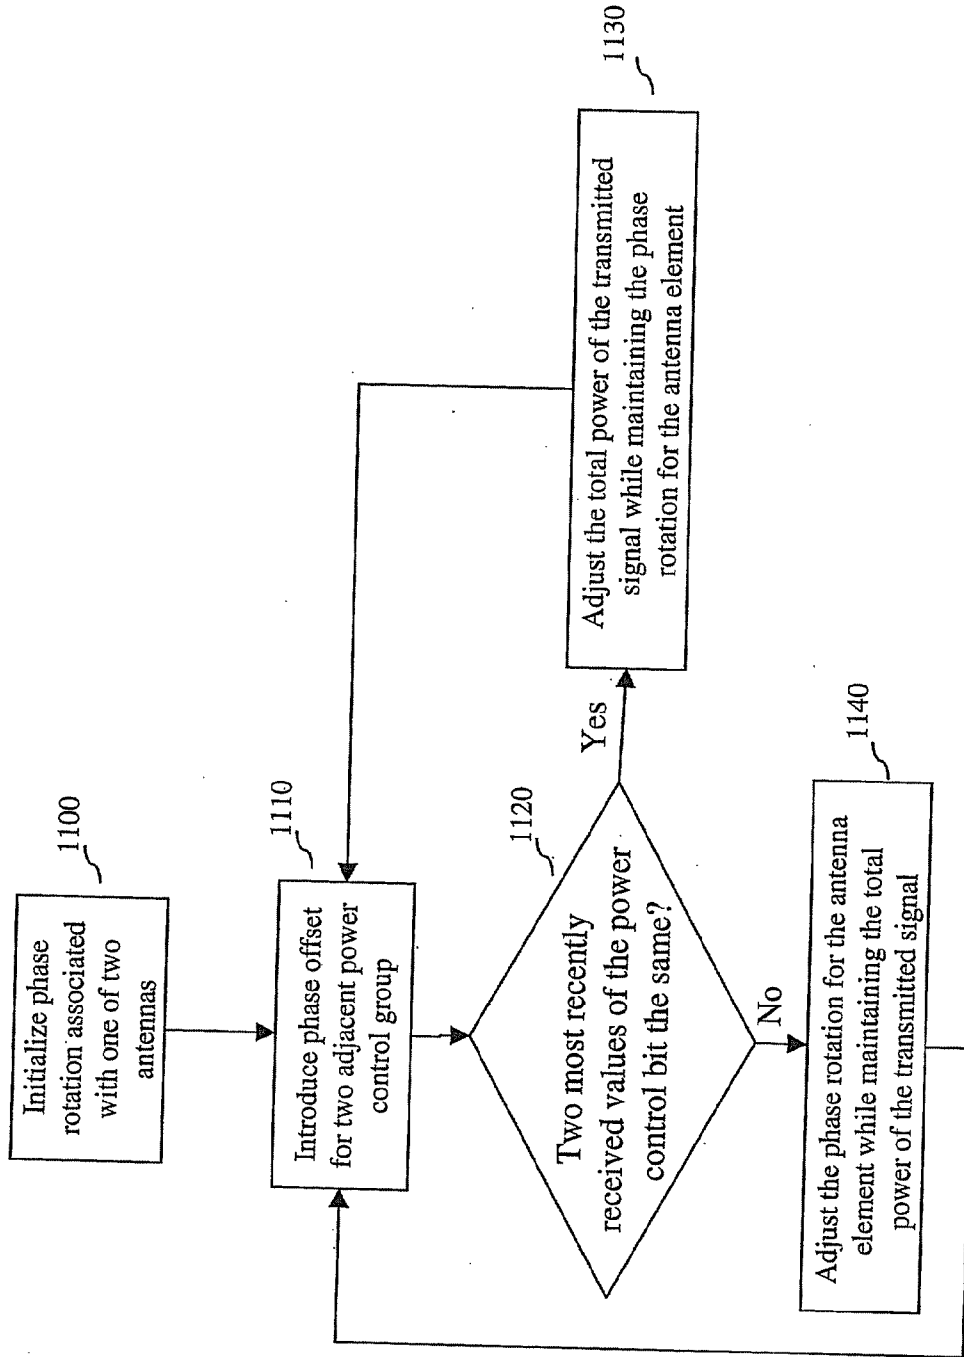 1100
Initialize phase
rotation associated
with one of two
antennas
1110
Introduce phase offset
for two adjacent power
control group
1120
Two most recently
received values of the power
control bit the same?
Yes
No
1130
Adjust the total power of the transmitted
signal while maintaining the phase
rotation for the antenna element
1140
Adjust the phase rotation for the antenna
element while maintaining the total
power of the transmitted signal